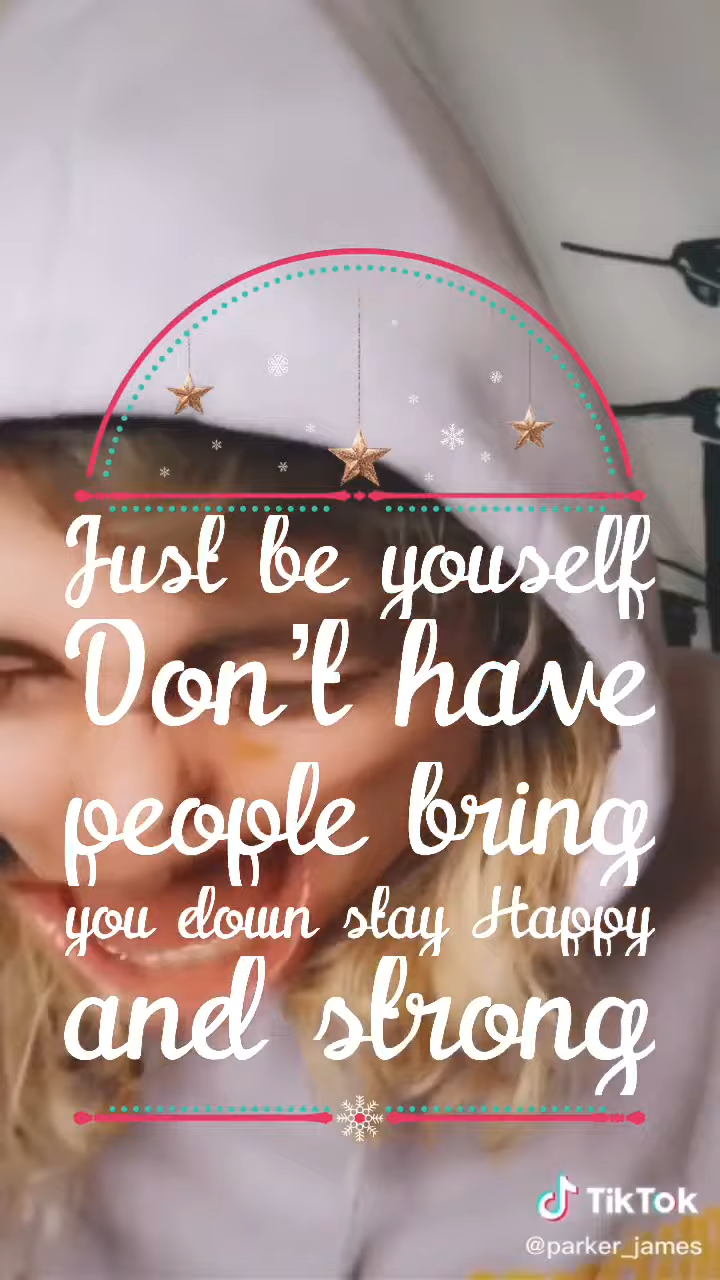 Just be youself
Don't have
people bring
you down stay Happy
and strong
TikTok
@parker_james